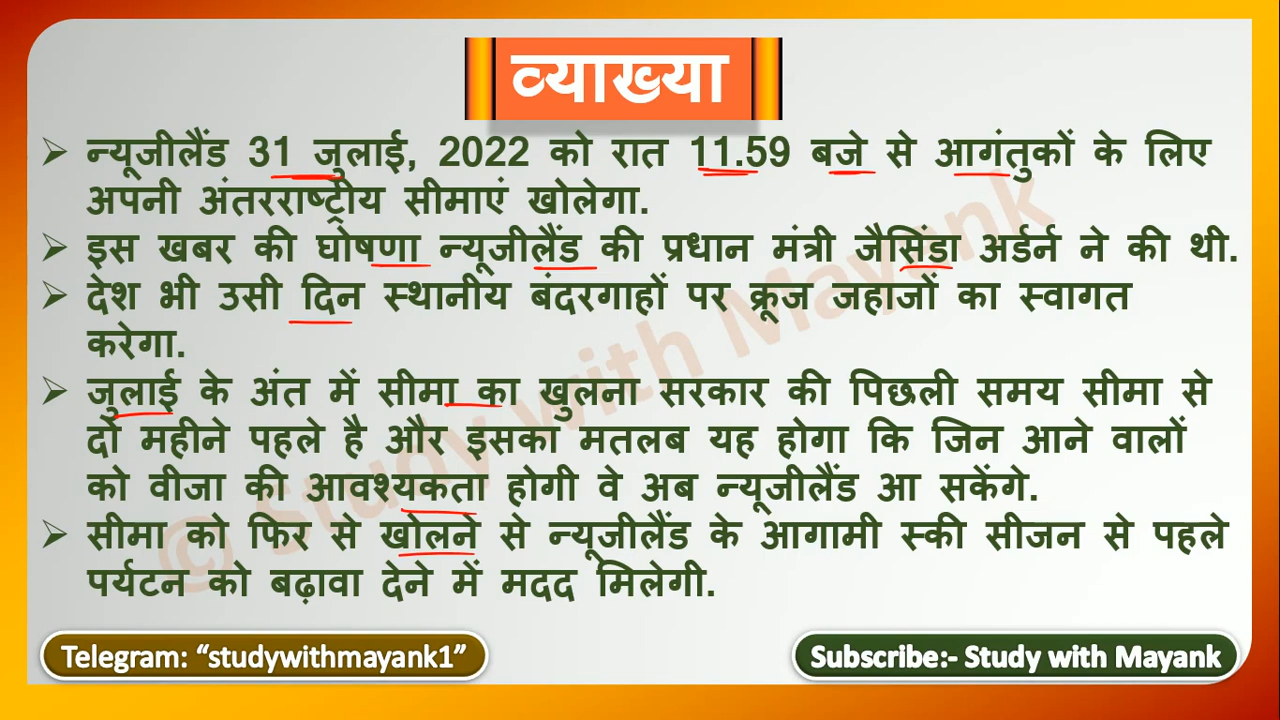 व्याख्या
➢ न्यूजीलैंड 31 जुलाई, 2022 को रात 11.59 बजे से आगंतुकों के लिए
अपनी अंतरराष्ट्रीय सीमाएं खोलेगा.
➢ इस खबर की घोषणा न्यूजीलैंड की प्रधान मंत्री जैसिंडा अर्डर्न ने की थी.
➢ देश भी उसी दिन स्थानीय बंदरगाहों पर क्रूज जहाजों का स्वागत
करेगा.
➢ जुलाई के अंत में सीमा का खुलना सरकार की पिछली समय सीमा से
दो महीने पहले है और इसका मतलब यह होगा कि जिन आने वालों
को वीजा की आवश्यकता होगी वे अब न्यूजीलैंड आ सकेंगे.
➢ सीमा को फिर से खोलने से न्यूजीलैंड के आगामी स्की सीजन से पहले
पर्यटन को बढ़ावा देने में मदद मिलेगी.
© Study with Mayank
Telegram: “studywithmayank1”
Subscribe:- Study with Mayank